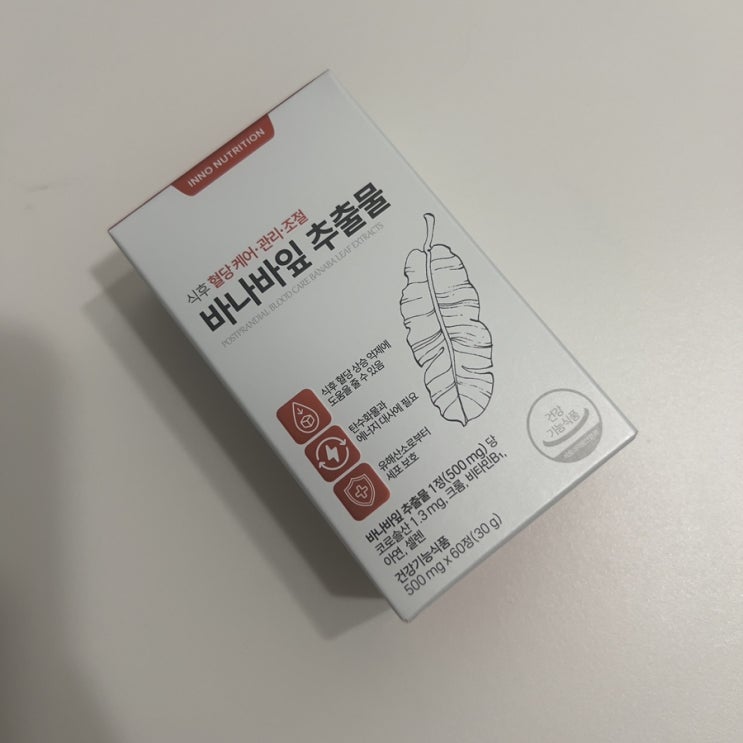 INNO NUTRITION
식후 혈당 케어·관리·조절
바나바잎 추출물
POSTPRANDIAL BLOOD CARE BANABA LEAF EXTRACTS
식후 혈당 상승 억제에
도움을 줄 수 있음
탄수화물과
에너지 대사에 필요
유해산소로부터
세포 보호
바나바잎 추출물 1정(500 mg) 당
코로솔산 1.3 mg, 크롬, 비타민B₁,
아연, 셀렌
건강기능식품
500 mg x 60정(30 g)
건강
기능식품